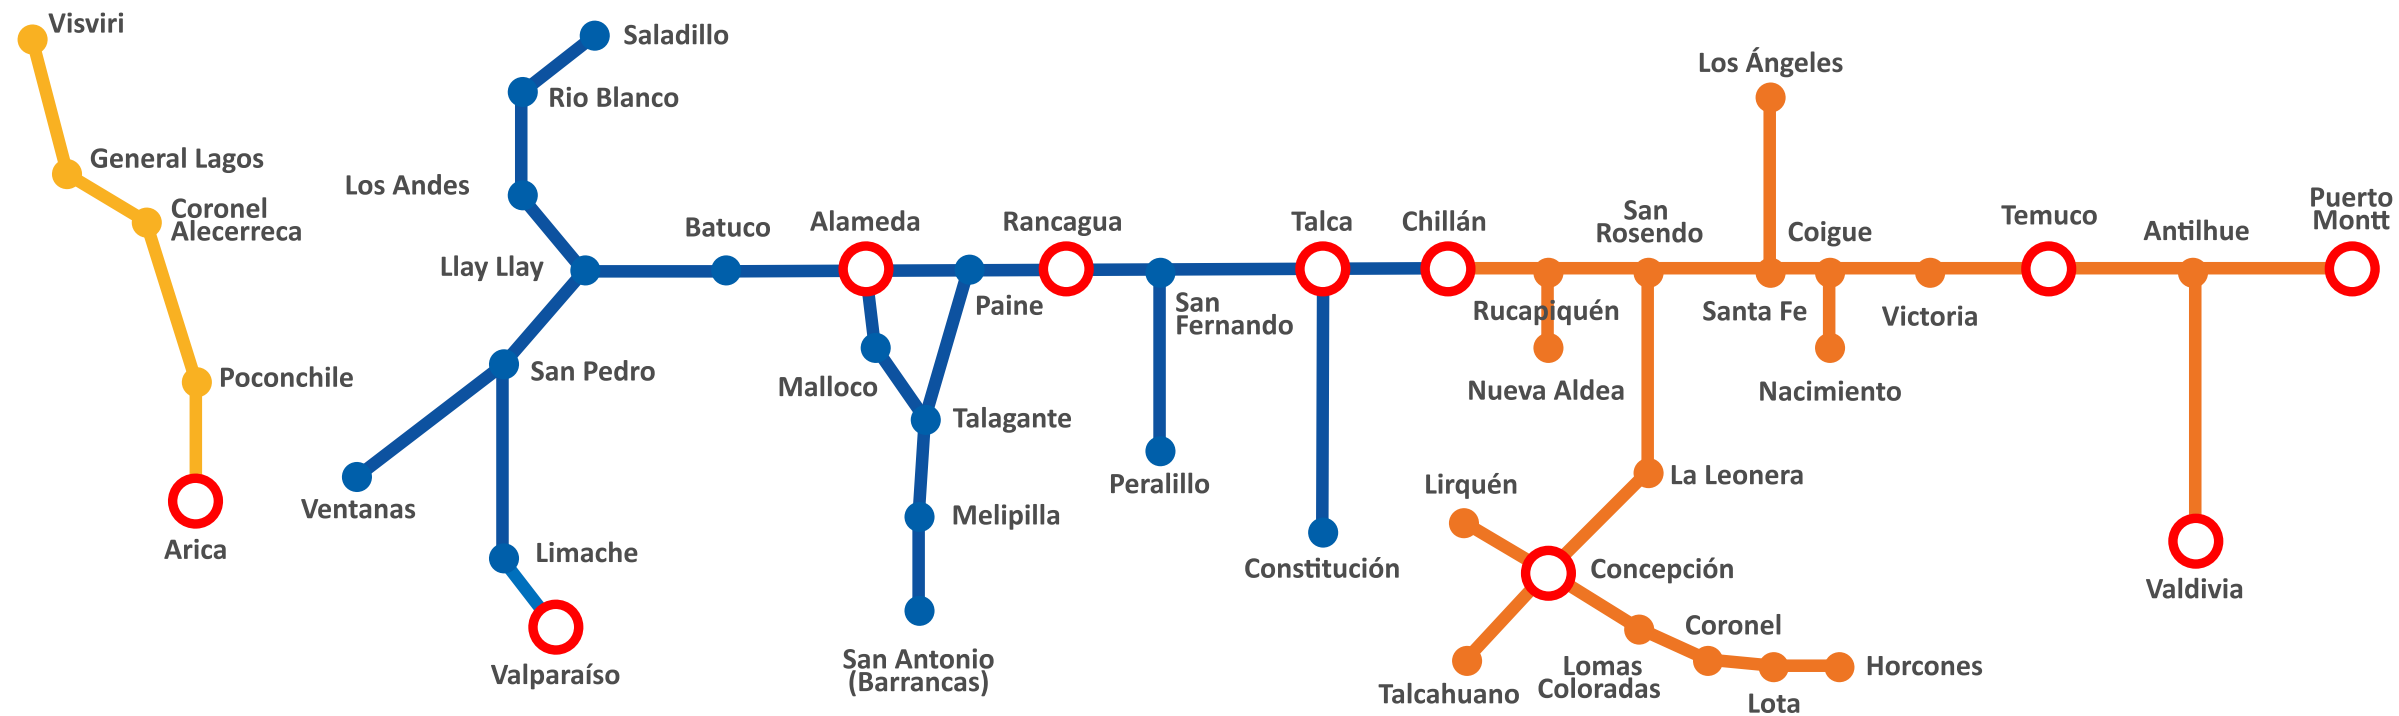 Visviri
General Lagos
Coronel
Alecerreca
Poconchile
Arica
Saladillo
Rio Blanco
Los Andes
Llay Llay
San Pedro
Ventanas
Limache
Valparaíso
Batuco
Alameda
Malloco
Paine
Talagante
Melipilla
San Antonio
(Barrancas)
Rancagua
San
Fernando
Peralillo
Talca
Constitución
Chillán
Rucapiquén
Nueva Aldea
San
Rosendo
La Leonera
Lirquén
Concepción
Talcahuano
Lomas
Coloradas
Coronel
Lota
Horcones
Los Ángeles
Santa Fe
Coigue
Nacimiento
Victoria
Temuco
Antilhue
Valdivia
Puerto
Montt